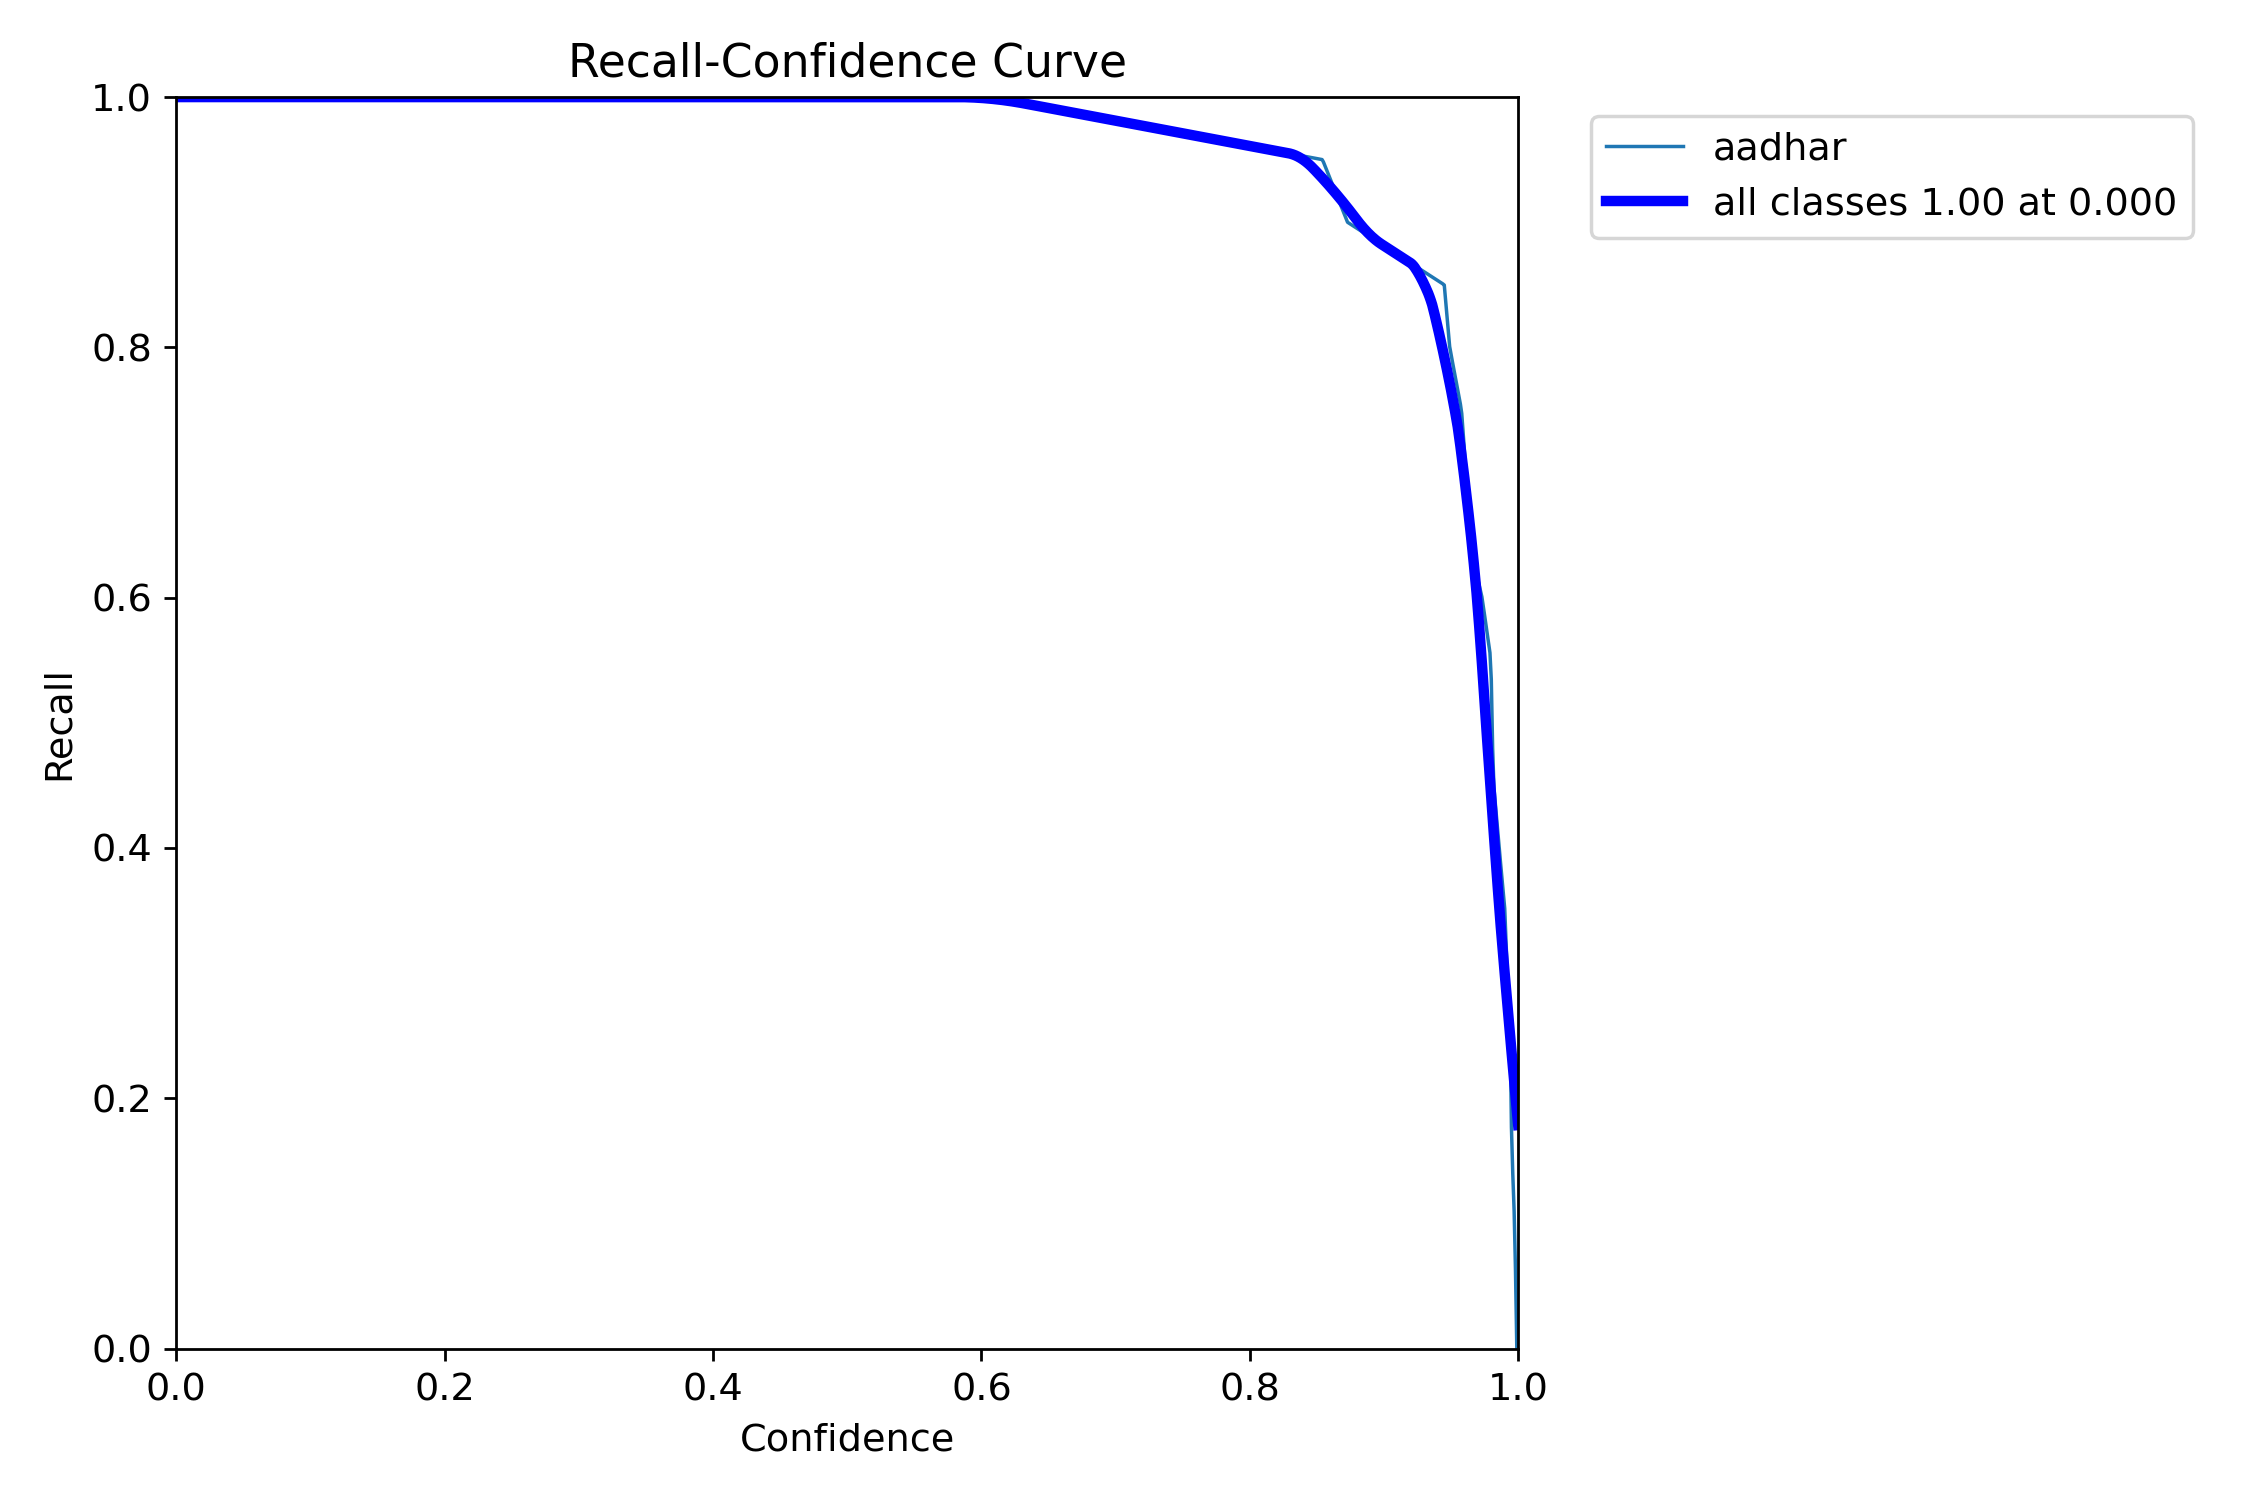 Recall-Confidence Curve
1.0
0.8
0.6
0.4
0.2
0.0
Recall
0.0 0.2 0.4 0.6 0.8 1.0
Confidence
aadhar
all classes 1.00 at 0.000